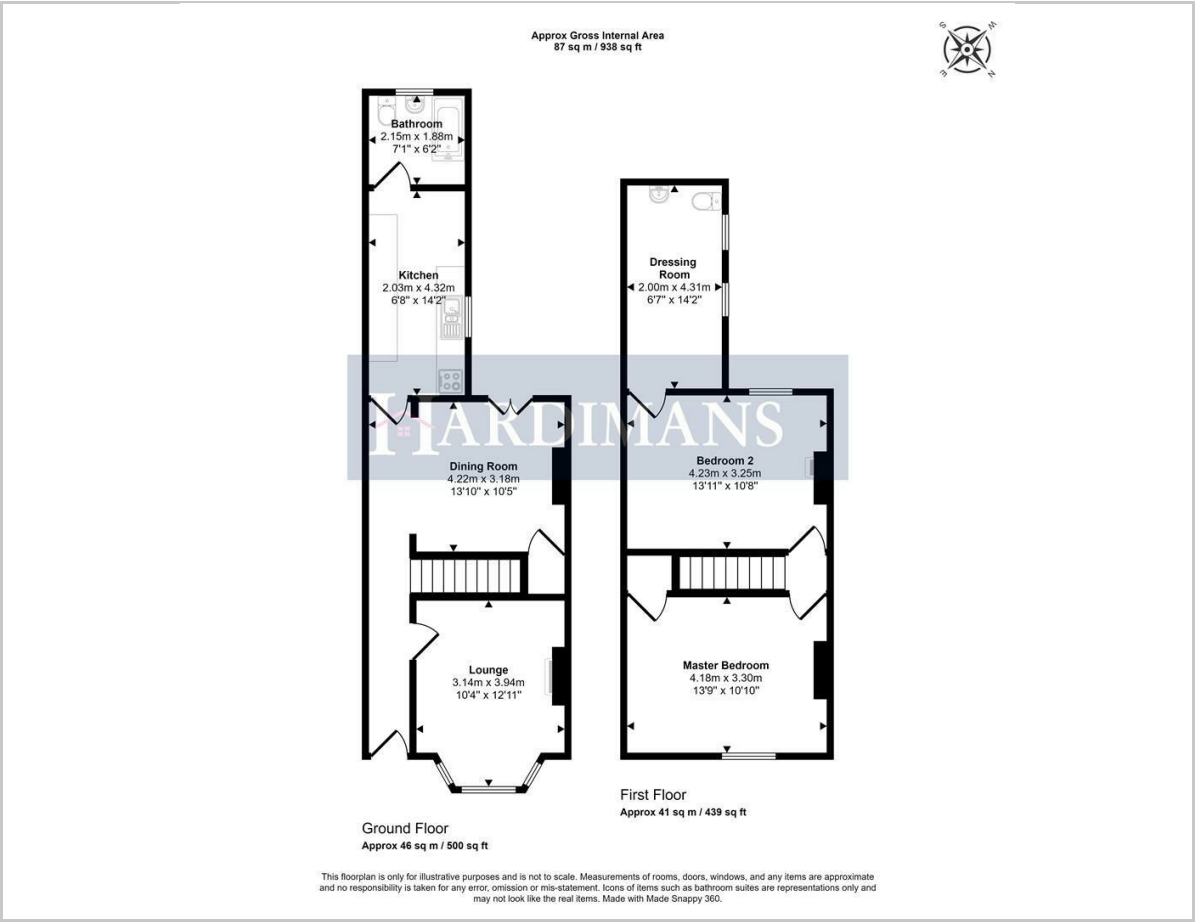 Approx Gross Internal Area
87 sq m / 938 sq ft
S
W
E
N
Bathroom
2.15m x 1.88m
7'1" x 6'2"
Kitchen
2.03m x 4.32m
6'8" x 14'2"
Dressing
Room
2.00m x 4.31m
6'7" x 14'2"
HARDIMANS
Dining Room
4.22m x 3.18m
13'10" x 10'5"
Bedroom 2
4.23m x 3.25m
13'11" x 10'8"
Lounge
3.14m x 3.94m
10'4" x 12'11"
Master Bedroom
4.18m x 3.30m
13'9" x 10'10"
Ground Floor
Approx 46 sq m / 500 sq ft
First Floor
Approx 41 sq m / 439 sq ft
This floorplan is only for illustrative purposes and is not to scale. Measurements of rooms, doors, windows, and any items are approximate
and no responsibility is taken for any error, omission or mis-statement. Icons of items such as bathroom suites are representations only and
may not look like the real items. Made with Made Snappy 360.